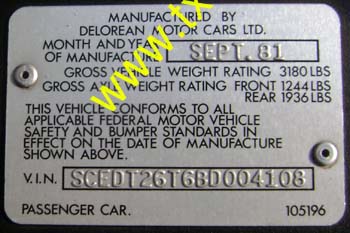 MANUFACTURED BY
DELOREAN MOTOR CARS LTD.
MONTH AND YEAR
OF MANUFACTURE SEPT. 81
GROSS VEHICLE WEIGHT RATING 3180 LBS
GROSS AXLE WEIGHT RATING FRONT 1244 LBS
REAR 1936 LBS
THIS VEHICLE CONFORMS TO ALL
APPLICABLE FEDERAL MOTOR VEHICLE
SAFETY AND BUMPER STANDARDS IN
EFFECT ON THE DATE OF MANUFACTURE
SHOWN ABOVE.
V.I.N. SCEDT26T6BD004108
PASSENGER CAR. 105196